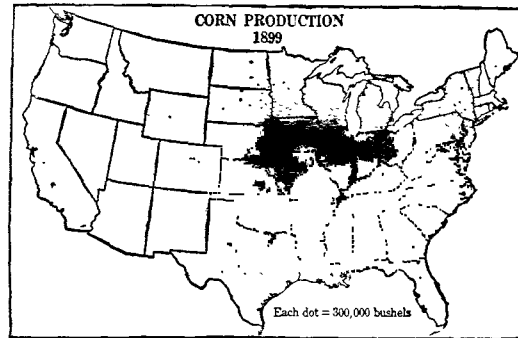 CORN PRODUCTION
1899
Each dot = 300,000 bushels